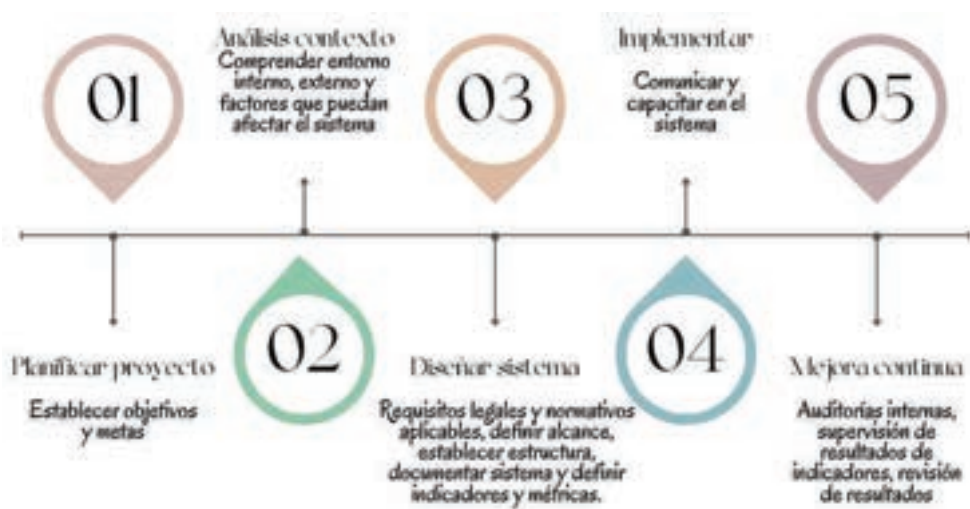 01
Planificar proyecto
Establecer objetivos
y metas
Análisis contexto
Comprender entorno
interno, externo y
factores que puedan
afectar el sistema
02
03
Diseñar sistema
Requisitos legales y normativos
aplicables, definir alcance,
establecer estructura,
documentar sistema y definir
indicadores y métricas.
Implementar
Comunicar y
capacitar en el
sistema
04
05
Mejora continua
Auditorías internas,
supervisión de
resultados de
indicadores, revisión
de resultados